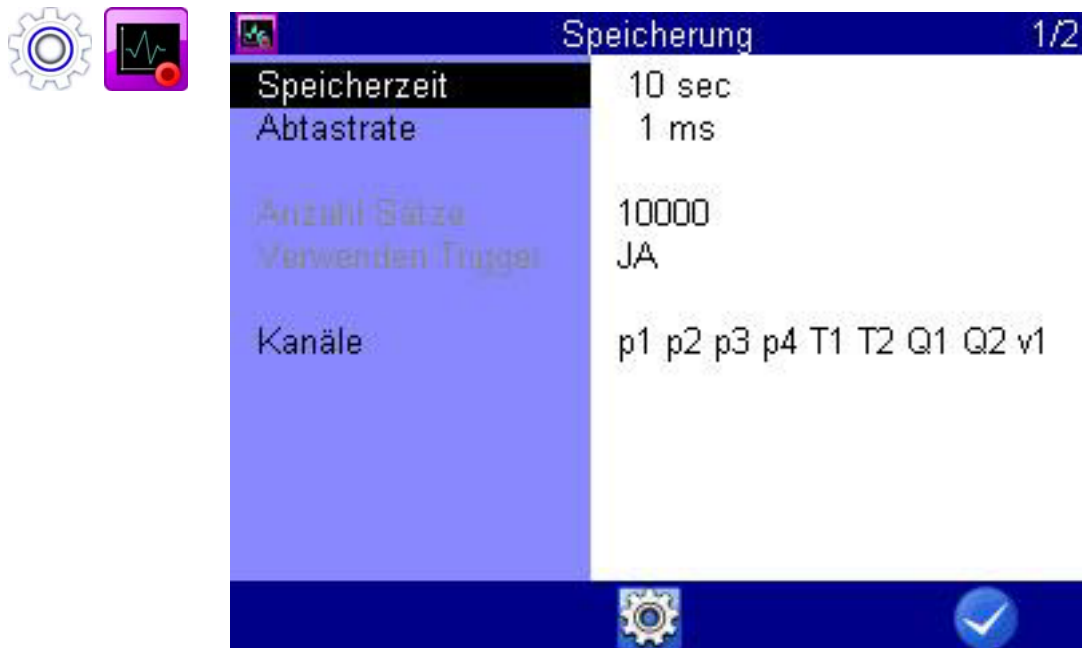 Speicherung 1/2
Speicherzeit 10 sec
Abtastrate 1 ms
Anzahl Sätze 10000
Verwenden Trigger JA
Kanäle p1 p2 p3 p4 T1 T2 Q1 Q2 v1